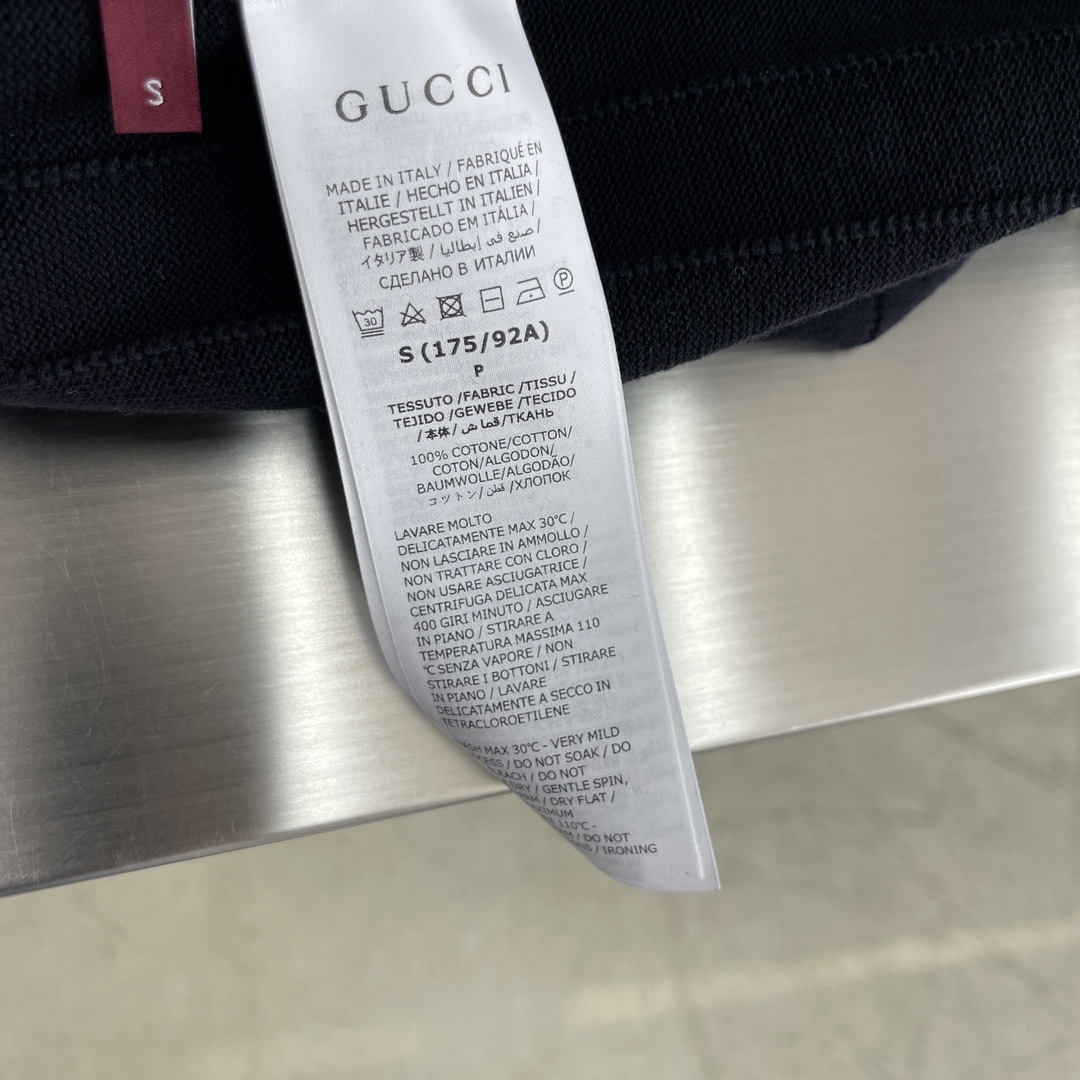 S
GUCCI
MADE IN ITALY / FABRIQUÉ EN
ITALIE / HECHO EN ITALIA /
HERGESTELLT IN ITALIEN /
FABRICADO EM ITÁLIA /
イタリア製 / صنع في إيطاليا /
СДЕЛАНО В ИТАЛИИ
30 P
S (175/92A)
P
TESSUTO /FABRIC /TISSU /
TEJIDO /GEWEBE /TECIDO
/本体/ قماش /ТКАНЬ
100% COTONE/COTTON/
COTON/ALGODON/
BAUMWOLLE/ALGODÃO/
コットン/ قطن /ХЛОПОК
LAVARE MOLTO
DELICATAMENTE MAX 30°C /
NON LASCIARE IN AMMOLLO /
NON TRATTARE CON CLORO /
NON USARE ASCIUGATRICE /
CENTRIFUGA DELICATA MAX
400 GIRI MINUTO / ASCIUGARE
IN PIANO / STIRARE A
TEMPERATURA MASSIMA 110
°C SENZA VAPORE / NON
STIRARE I BOTTONI / STIRARE
IN PIANO / LAVARE
DELICATAMENTE A SECCO IN
TETRACLOROETILENE
MAX 30°C - VERY MILD
/ DO NOT SOAK / DO
/ DO NOT
/ GENTLE SPIN,
/ DRY FLAT /
110°C -
/ DO NOT
/ IRONING